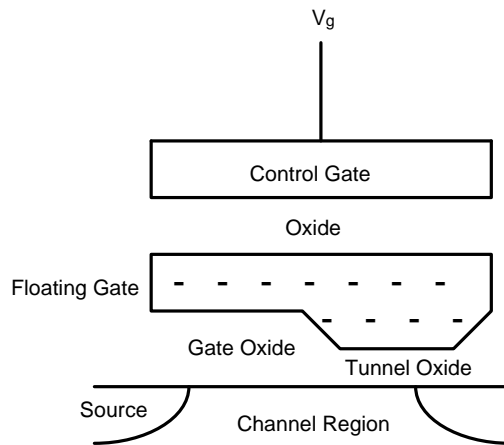 Vg
Control Gate
Oxide
Floating Gate
Gate Oxide
Tunnel Oxide
Source
Channel Region